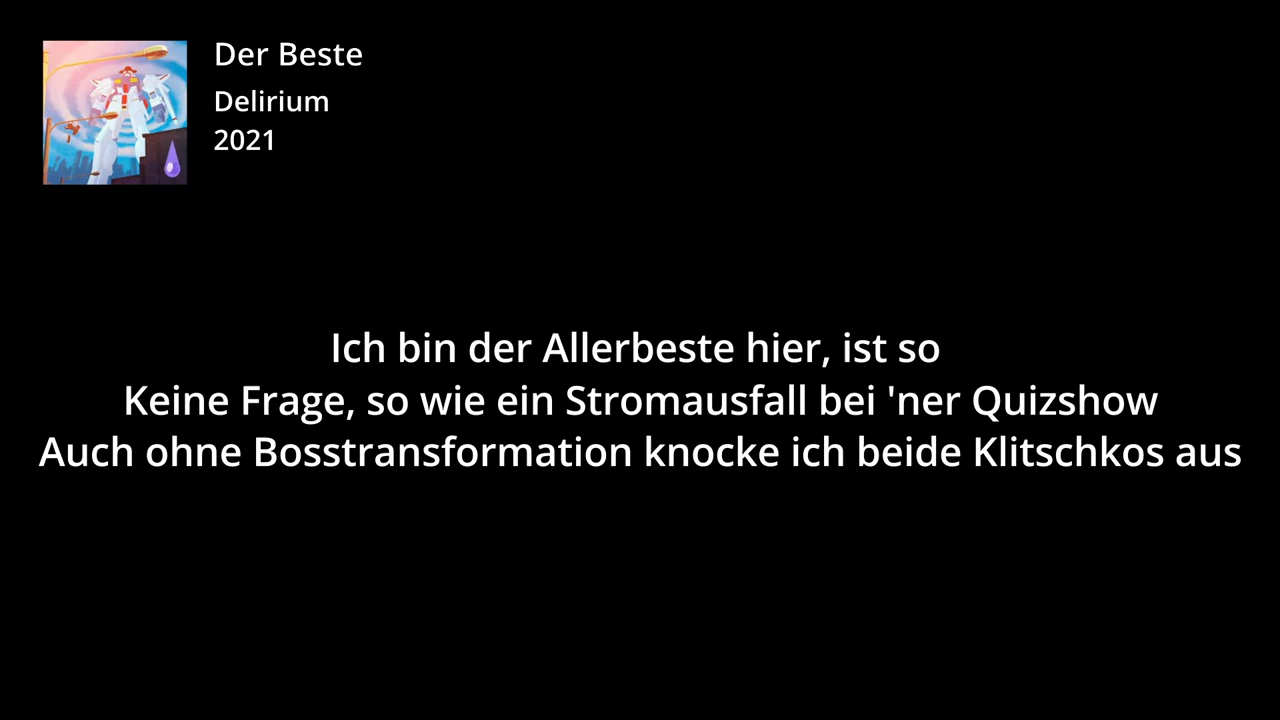 Der Beste
Delirium
2021
Ich bin der Allerbeste hier, ist so
Keine Frage, so wie ein Stromausfall bei 'ner Quizshow
Auch ohne Bosstransformation knocke ich beide Klitschkos aus